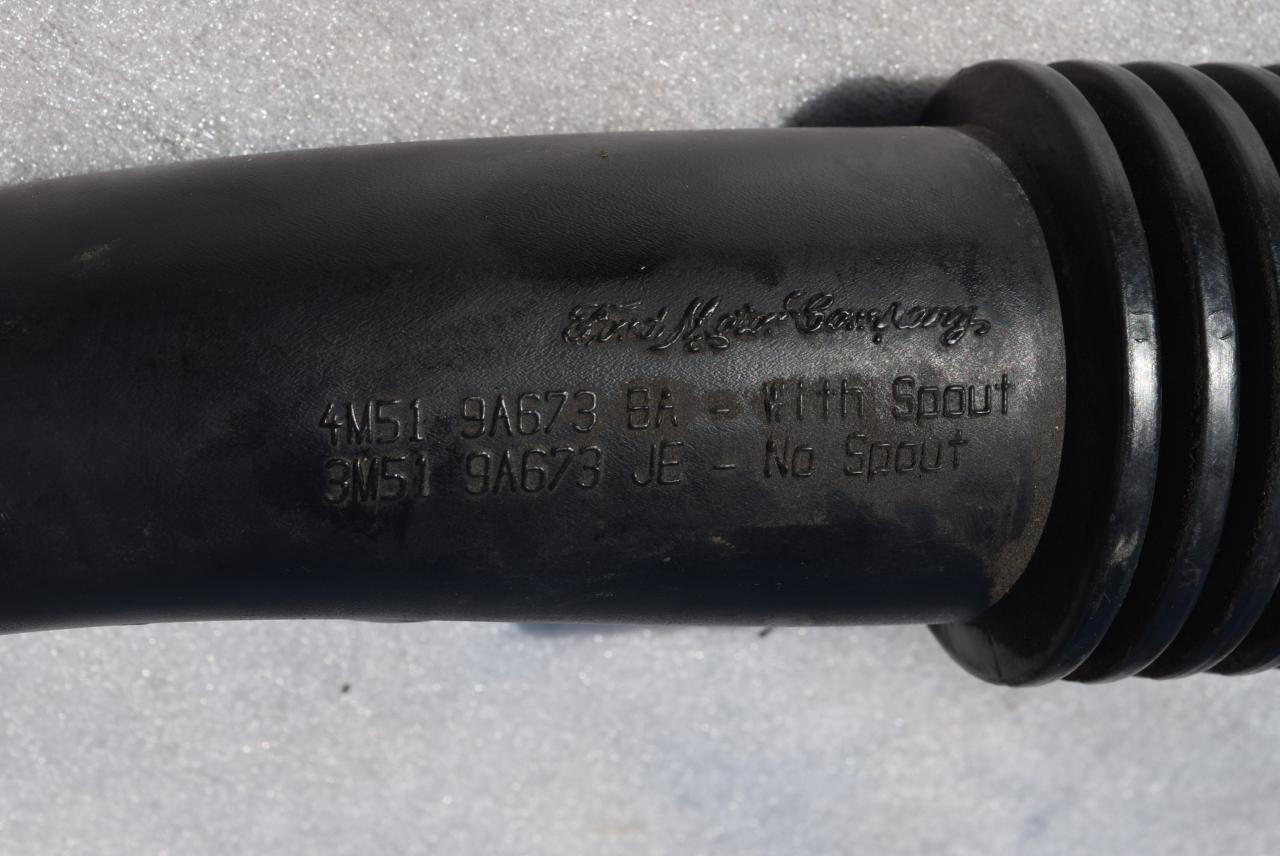 Ford Motor Company
4M51 9A673 BA - With Spout
3M51 9A673 JE - No Spout